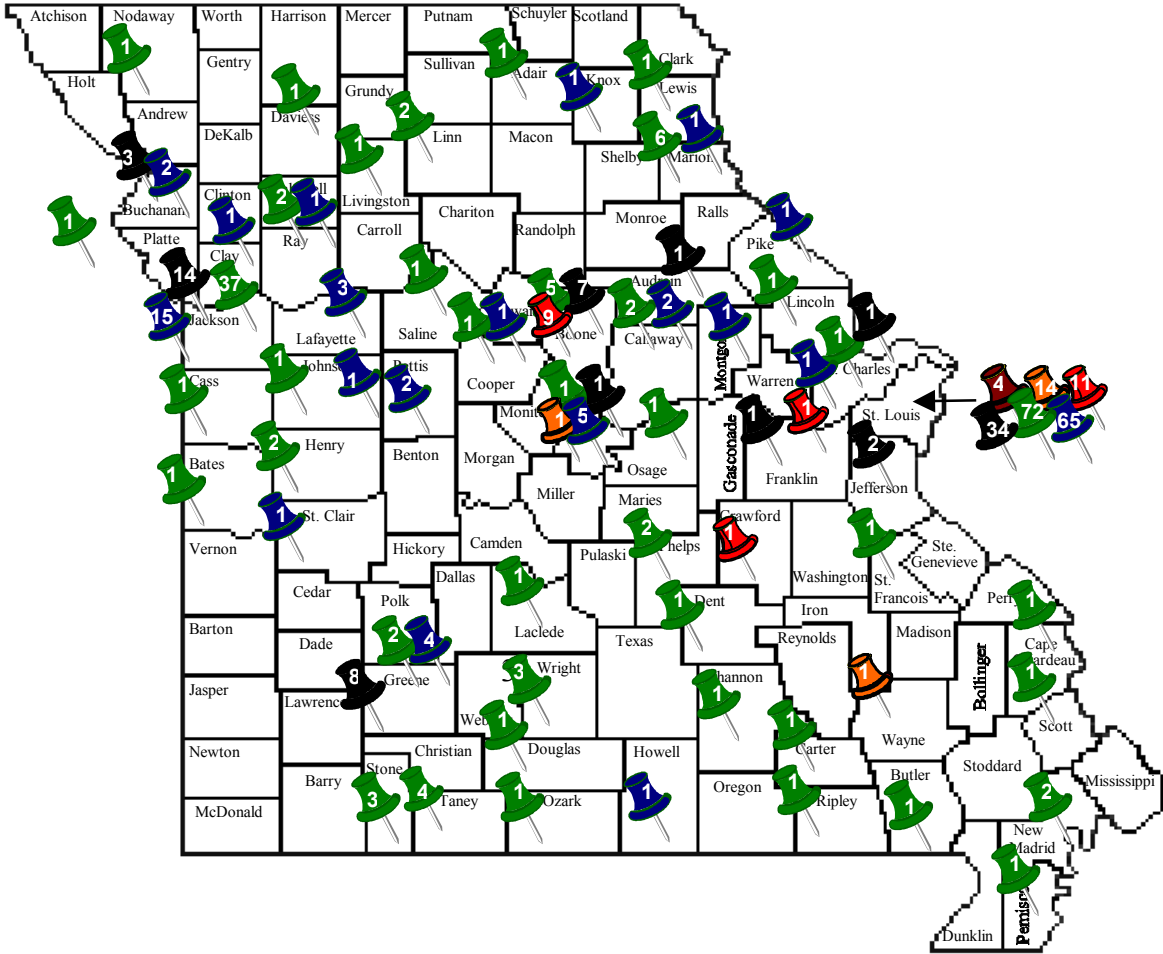 Atchison
Nodaway
Worth
Harrison
Mercer
Putnam
Schuyler
Scotland
1
1
1
Clark
Gentry
Sullivan
Adair
1
Knox
Holt
1
Grundy
Lewis
Andrew
Daviess
2
DeKalb
Linn
Macon
6
1
3
2
1
Shelby
Marion
Buchanan
Clinton
2
1
Livingston
Chariton
Monroe
Ralls
1
1
Carroll
Randolph
1
Platte
Ray
Pike
Clay
1
1
14
37
1
5
7
Audrain
15
3
Lincoln
Jackson
1
1
9
2
2
1
1
Lafayette
Saline
Boone
Callaway
1
Cass
1
Johnson
1
Pettis
2
Cooper
1
1
Warren
1
St. Charles
4
14
11
1
5
1
1
1
St. Louis
34
72
65
Henry
2
Morgan
Osage
Gasconade
Franklin
2
Jefferson
Bates
1
Benton
Miller
Maries
St. Clair
1
Crawford
Vernon
Hickory
Camden
Pulaski
2
Phelps
1
Washington
1
Ste.
Genevieve
St.
Francois
Cedar
Dallas
1
Polk
1
Dent
Iron
Perry
1
Barton
Dade
2
4
Laclede
Texas
Reynolds
Madison
Cape
Girardeau
Bollinger
Jasper
Lawrence
8
Greene
3
Wright
Shannon
1
1
1
Newton
1
Christian
Douglas
Howell
1
Carter
Wayne
Scott
Barry
Stone
3
4
Taney
1
Ozark
1
Oregon
1
Ripley
Butler
1
Stoddard
2
Mississippi
McDonald
New
Madrid
1
Dunklin
Pemiscot